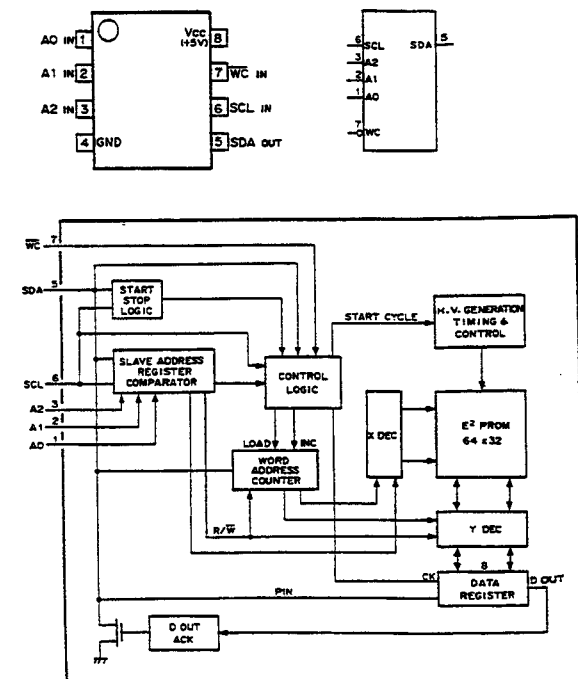 A0 IN 1
A1 IN 2
A2 IN 3
4 GND
VCC 8
(+5V)
7 WC IN
6 SCL IN
5 SDA OUT
6 SCL
3 A2
2 A1
1 A0
7 WC
SDA 5
WC 7
SDA 5
SCL 6
A2 3
A1 2
A0 1
START
STOP
LOGIC
SLAVE ADDRESS
REGISTER
COMPARATOR
CONTROL
LOGIC
START CYCLE
H.V. GENERATION
TIMING &
CONTROL
LOAD INC
WORD
ADDRESS
COUNTER
X DEC
E² PROM
64 x 32
R/W
Y DEC
8
CK
DATA
REGISTER
D OUT
PIN
D OUT
ACK